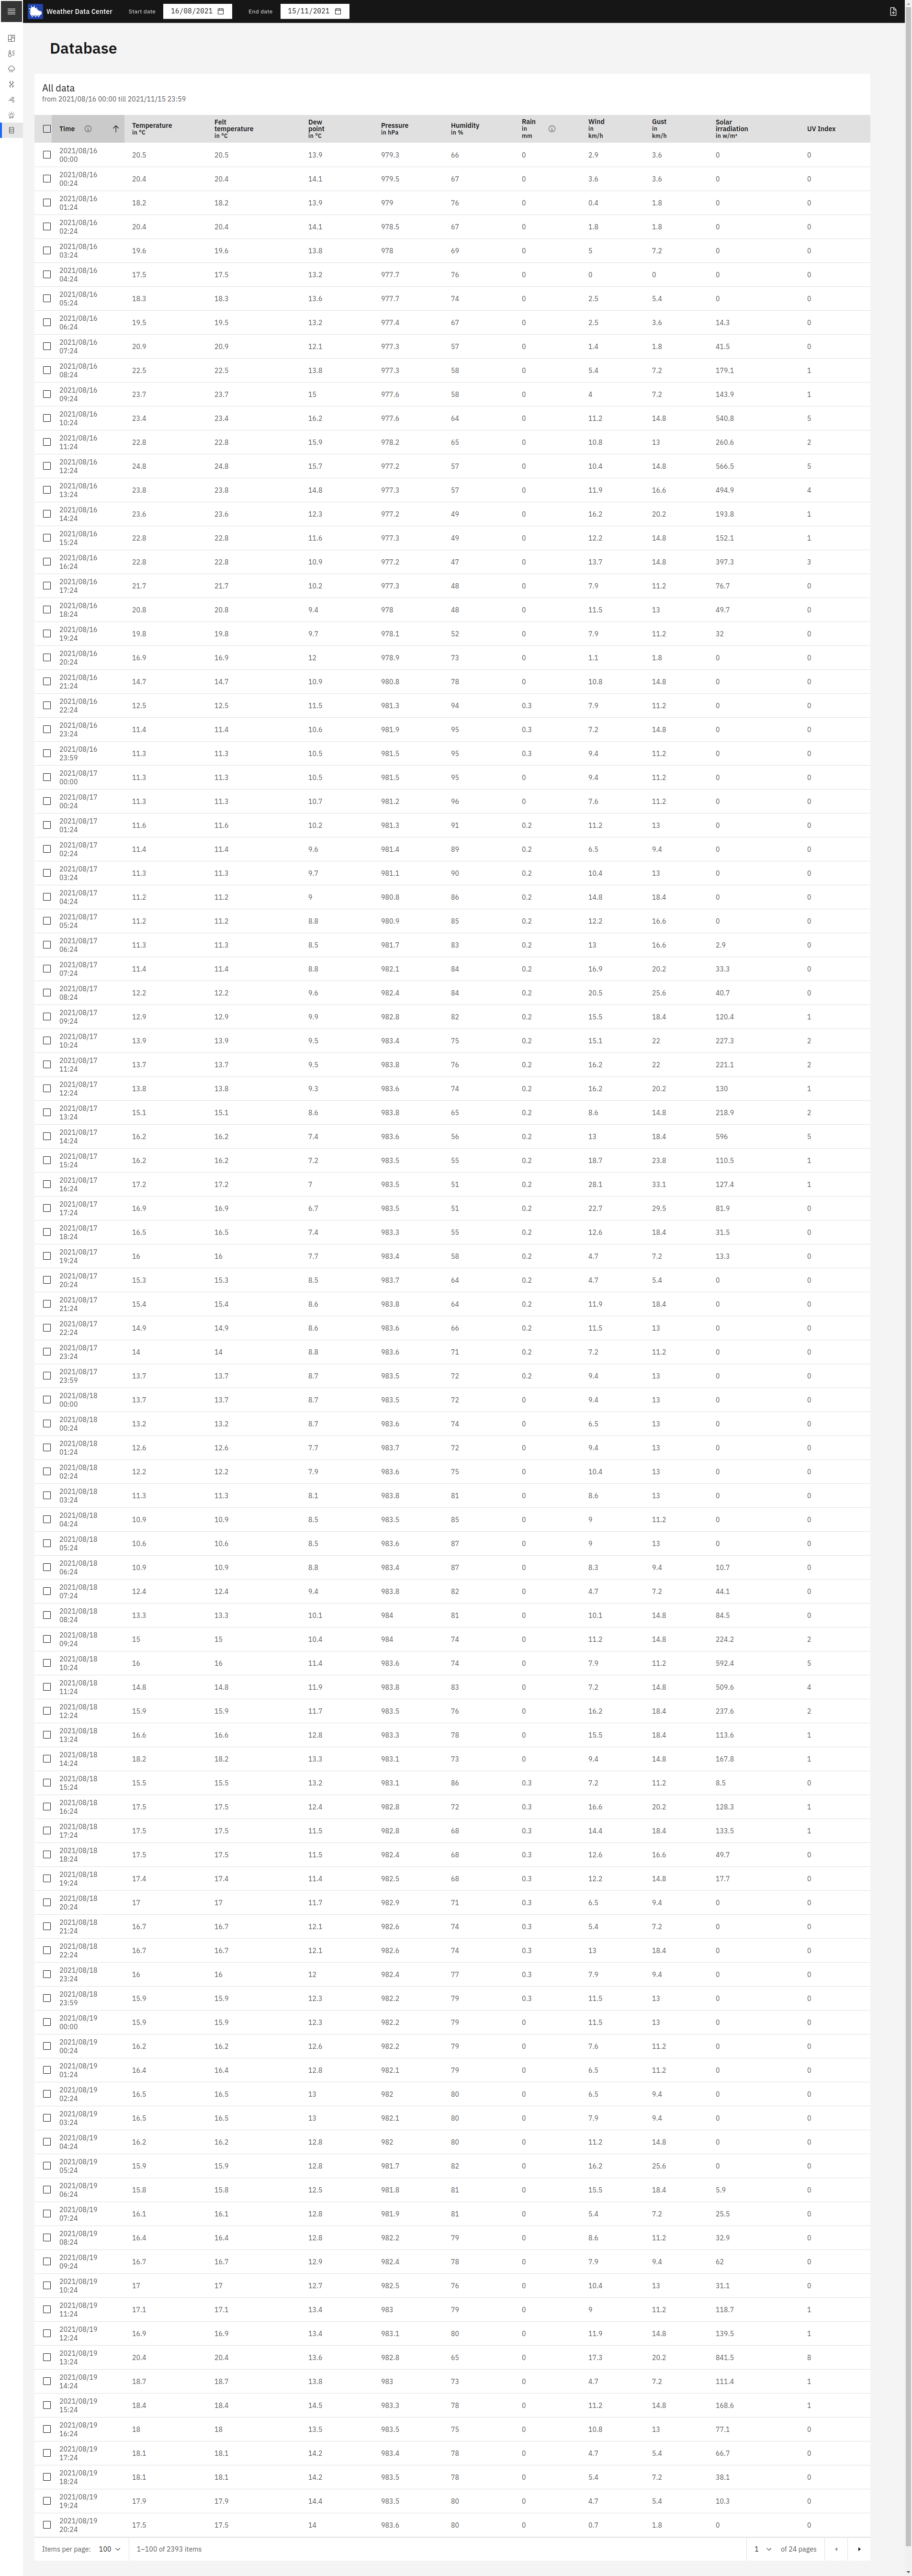 Weather Data Center Start date 16/08/2021 End date 15/11/2021
Database
All data
from 2021/08/16 00:00 till 2021/11/15 23:59
Time Temperature in °C Felt temperature in °C Dew point in °C Pressure in hPa Humidity in % Rain in mm Wind in km/h Gust in km/h Solar irradiation in w/m² UV Index
2021/08/16 00:00 20.5 20.5 13.9 979.3 66 0 2.9 3.6 0 0
2021/08/16 00:24 20.4 20.4 14.1 979.5 67 0 3.6 3.6 0 0
2021/08/16 01:24 18.2 18.2 13.9 979 76 0 0.4 1.8 0 0
2021/08/16 02:24 20.4 20.4 14.1 978.5 67 0 1.8 1.8 0 0
2021/08/16 03:24 19.6 19.6 13.8 978 69 0 5 7.2 0 0
2021/08/16 04:24 17.5 17.5 13.2 977.7 76 0 0 0 0 0
2021/08/16 05:24 18.3 18.3 13.6 977.7 74 0 2.5 5.4 0 0
2021/08/16 06:24 19.5 19.5 13.2 977.4 67 0 2.5 3.6 14.3 0
2021/08/16 07:24 20.9 20.9 12.1 977.3 57 0 1.4 1.8 41.5 0
2021/08/16 08:24 22.5 22.5 13.8 977.3 58 0 5.4 7.2 179.1 1
2021/08/16 09:24 23.7 23.7 15 977.6 58 0 4 7.2 143.9 1
2021/08/16 10:24 23.4 23.4 16.2 977.6 64 0 11.2 14.8 540.8 5
2021/08/16 11:24 22.8 22.8 15.9 978.2 65 0 10.8 13 260.6 2
2021/08/16 12:24 24.8 24.8 15.7 977.2 57 0 10.4 14.8 566.5 5
2021/08/16 13:24 23.8 23.8 14.8 977.3 57 0 11.9 16.6 494.9 4
2021/08/16 14:24 23.6 23.6 12.3 977.2 49 0 16.2 20.2 193.8 1
2021/08/16 15:24 22.8 22.8 11.6 977.3 49 0 12.2 14.8 152.1 1
2021/08/16 16:24 22.8 22.8 10.9 977.2 47 0 13.7 14.8 397.3 3
2021/08/16 17:24 21.7 21.7 10.2 977.3 48 0 7.9 11.2 76.7 0
2021/08/16 18:24 20.8 20.8 9.4 978 48 0 11.5 13 49.7 0
2021/08/16 19:24 19.8 19.8 9.7 978.1 52 0 7.9 11.2 32 0
2021/08/16 20:24 16.9 16.9 12 978.9 73 0 1.1 1.8 0 0
2021/08/16 21:24 14.7 14.7 10.9 980.8 78 0 10.8 14.8 0 0
2021/08/16 22:24 12.5 12.5 11.5 981.3 94 0.3 7.9 11.2 0 0
2021/08/16 23:24 11.4 11.4 10.6 981.9 95 0.3 7.2 14.8 0 0
2021/08/16 23:59 11.3 11.3 10.5 981.5 95 0.3 9.4 11.2 0 0
2021/08/17 00:00 11.3 11.3 10.5 981.5 95 0 9.4 11.2 0 0
2021/08/17 00:24 11.3 11.3 10.7 981.2 96 0 7.6 11.2 0 0
2021/08/17 01:24 11.6 11.6 10.2 981.3 91 0.2 11.2 13 0 0
2021/08/17 02:24 11.4 11.4 9.6 981.4 89 0.2 6.5 9.4 0 0
2021/08/17 03:24 11.3 11.3 9.7 981.1 90 0.2 10.4 13 0 0
2021/08/17 04:24 11.2 11.2 9 980.8 86 0.2 14.8 18.4 0 0
2021/08/17 05:24 11.2 11.2 8.8 980.9 85 0.2 12.2 16.6 0 0
2021/08/17 06:24 11.3 11.3 8.5 981.7 83 0.2 13 16.6 2.9 0
2021/08/17 07:24 11.4 11.4 8.8 982.1 84 0.2 16.9 20.2 33.3 0
2021/08/17 08:24 12.2 12.2 9.6 982.4 84 0.2 20.5 25.6 40.7 0
2021/08/17 09:24 12.9 12.9 9.9 982.8 82 0.2 15.5 18.4 120.4 1
2021/08/17 10:24 13.9 13.9 9.5 983.4 75 0.2 15.1 22 227.3 2
2021/08/17 11:24 13.7 13.7 9.5 983.8 76 0.2 16.2 22 221.1 2
2021/08/17 12:24 13.8 13.8 9.3 983.6 74 0.2 16.2 20.2 130 1
2021/08/17 13:24 15.1 15.1 8.6 983.8 65 0.2 8.6 14.8 218.9 2
2021/08/17 14:24 16.2 16.2 7.4 983.6 56 0.2 13 18.4 596 5
2021/08/17 15:24 16.2 16.2 7.2 983.5 55 0.2 18.7 23.8 110.5 1
2021/08/17 16:24 17.2 17.2 7 983.5 51 0.2 28.1 33.1 127.4 1
2021/08/17 17:24 16.9 16.9 6.7 983.5 51 0.2 22.7 29.5 81.9 0
2021/08/17 18:24 16.5 16.5 7.4 983.3 55 0.2 12.6 18.4 31.5 0
2021/08/17 19:24 16 16 7.7 983.4 58 0.2 4.7 7.2 13.3 0
2021/08/17 20:24 15.3 15.3 8.5 983.7 64 0.2 4.7 5.4 0 0
2021/08/17 21:24 15.4 15.4 8.6 983.8 64 0.2 11.9 18.4 0 0
2021/08/17 22:24 14.9 14.9 8.6 983.6 66 0.2 11.5 13 0 0
2021/08/17 23:24 14 14 8.8 983.6 71 0.2 7.2 11.2 0 0
2021/08/17 23:59 13.7 13.7 8.7 983.5 72 0.2 9.4 13 0 0
2021/08/18 00:00 13.7 13.7 8.7 983.5 72 0 9.4 13 0 0
2021/08/18 00:24 13.2 13.2 8.7 983.6 74 0 6.5 13 0 0
2021/08/18 01:24 12.6 12.6 7.7 983.7 72 0 9.4 13 0 0
2021/08/18 02:24 12.2 12.2 7.9 983.6 75 0 10.4 13 0 0
2021/08/18 03:24 11.3 11.3 8.1 983.8 81 0 8.6 13 0 0
2021/08/18 04:24 10.9 10.9 8.5 983.5 85 0 9 11.2 0 0
2021/08/18 05:24 10.6 10.6 8.5 983.6 87 0 9 13 0 0
2021/08/18 06:24 10.9 10.9 8.8 983.4 87 0 8.3 9.4 10.7 0
2021/08/18 07:24 12.4 12.4 9.4 983.8 82 0 4.7 7.2 44.1 0
2021/08/18 08:24 13.3 13.3 10.1 984 81 0 10.1 14.8 84.5 0
2021/08/18 09:24 15 15 10.4 984 74 0 11.2 14.8 224.2 2
2021/08/18 10:24 16 16 11.4 983.6 74 0 7.9 11.2 592.4 5
2021/08/18 11:24 14.8 14.8 11.9 983.8 83 0 7.2 14.8 509.6 4
2021/08/18 12:24 15.9 15.9 11.7 983.5 76 0 16.2 18.4 237.6 2
2021/08/18 13:24 16.6 16.6 12.8 983.3 78 0 15.5 18.4 113.6 1
2021/08/18 14:24 18.2 18.2 13.3 983.1 73 0 9.4 14.8 167.8 1
2021/08/18 15:24 15.5 15.5 13.2 983.1 86 0.3 7.2 11.2 8.5 0
2021/08/18 16:24 17.5 17.5 12.4 982.8 72 0.3 16.6 20.2 128.3 1
2021/08/18 17:24 17.5 17.5 11.5 982.8 68 0.3 14.4 18.4 133.5 1
2021/08/18 18:24 17.5 17.5 11.5 982.4 68 0.3 12.6 16.6 49.7 0
2021/08/18 19:24 17.4 17.4 11.4 982.5 68 0.3 12.2 14.8 17.7 0
2021/08/18 20:24 17 17 11.7 982.9 71 0.3 6.5 9.4 0 0
2021/08/18 21:24 16.7 16.7 12.1 982.6 74 0.3 5.4 7.2 0 0
2021/08/18 22:24 16.7 16.7 12.1 982.6 74 0.3 13 18.4 0 0
2021/08/18 23:24 16 16 12 982.4 77 0.3 7.9 9.4 0 0
2021/08/18 23:59 15.9 15.9 12.3 982.2 79 0.3 11.5 13 0 0
2021/08/19 00:00 15.9 15.9 12.3 982.2 79 0 11.5 13 0 0
2021/08/19 00:24 16.2 16.2 12.6 982.2 79 0 7.6 11.2 0 0
2021/08/19 01:24 16.4 16.4 12.8 982.1 79 0 6.5 11.2 0 0
2021/08/19 02:24 16.5 16.5 13 982 80 0 6.5 9.4 0 0
2021/08/19 03:24 16.5 16.5 13 982.1 80 0 7.9 9.4 0 0
2021/08/19 04:24 16.2 16.2 12.8 982 80 0 11.2 14.8 0 0
2021/08/19 05:24 15.9 15.9 12.8 981.7 82 0 16.2 25.6 0 0
2021/08/19 06:24 15.8 15.8 12.5 981.8 81 0 15.5 18.4 5.9 0
2021/08/19 07:24 16.1 16.1 12.8 981.9 81 0 5.4 7.2 25.5 0
2021/08/19 08:24 16.4 16.4 12.8 982.2 79 0 8.6 11.2 32.9 0
2021/08/19 09:24 16.7 16.7 12.9 982.4 78 0 7.9 9.4 62 0
2021/08/19 10:24 17 17 12.7 982.5 76 0 10.4 13 31.1 0
2021/08/19 11:24 17.1 17.1 13.4 983 79 0 9 11.2 118.7 1
2021/08/19 12:24 16.9 16.9 13.4 983.1 80 0 11.9 14.8 139.5 1
2021/08/19 13:24 20.4 20.4 13.6 982.8 65 0 17.3 20.2 841.5 8
2021/08/19 14:24 18.7 18.7 13.8 983 73 0 4.7 7.2 111.4 1
2021/08/19 15:24 18.4 18.4 14.5 983.3 78 0 11.2 14.8 168.6 1
2021/08/19 16:24 18 18 13.5 983.5 75 0 10.8 13 77.1 0
2021/08/19 17:24 18.1 18.1 14.2 983.4 78 0 4.7 5.4 66.7 0
2021/08/19 18:24 18.1 18.1 14.2 983.5 78 0 5.4 7.2 38.1 0
2021/08/19 19:24 17.9 17.9 14.4 983.5 80 0 4.7 5.4 10.3 0
2021/08/19 20:24 17.5 17.5 14 983.6 80 0 0.7 1.8 0 0
Items per page: 100 1–100 of 2393 items 1 of 24 pages